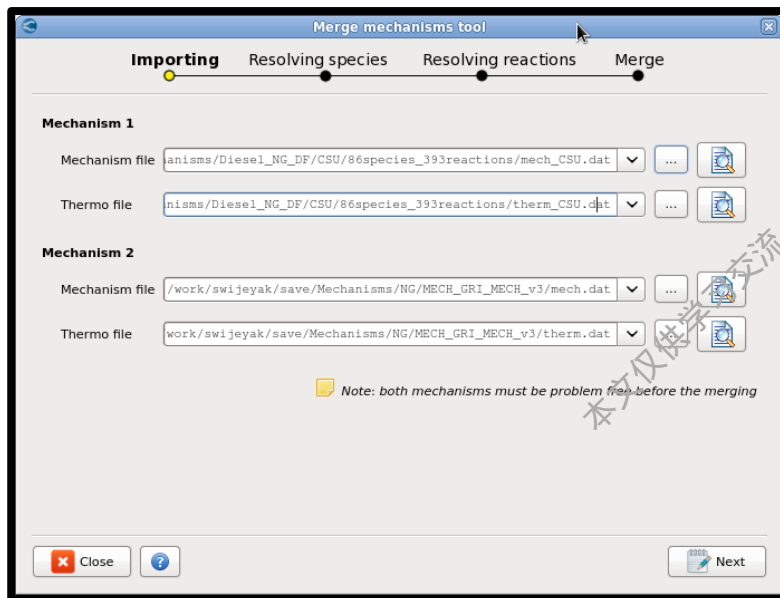 Merge mechanisms tool
Importing Resolving species Resolving reactions Merge
Mechanism 1
Mechanism file anisms/Diesel_NG_DF/CSU/86species_393reactions/mech_CSU.dat ...
Thermo file nisms/Diesel_NG_DF/CSU/86species_393reactions/therm_CSU.dat ...
Mechanism 2
Mechanism file /work/swijeyak/save/Mechanisms/NG/MECH_GRI_MECH_v3/mech.dat ...
Thermo file work/swijeyak/save/Mechanisms/NG/MECH_GRI_MECH_v3/therm.dat ...
Note: both mechanisms must be problem free before the merging
本文仅供学习交流
Close ? Next